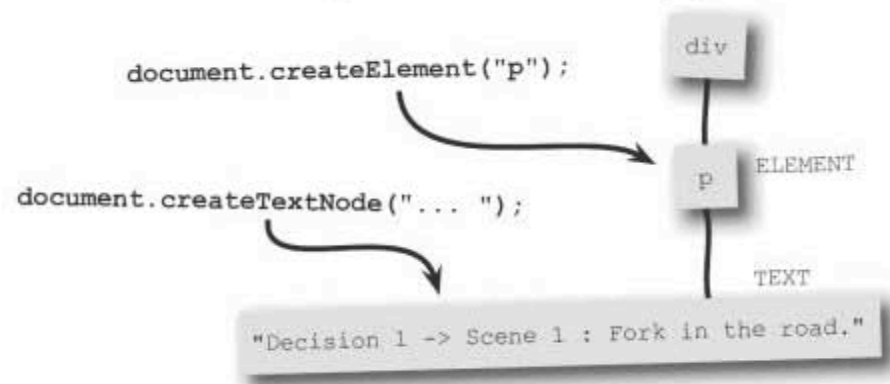 div
document.createElement("p");
p
ELEMENT
document.createTextNode("... ");
TEXT
"Decision 1 -> Scene 1 : Fork in the road."